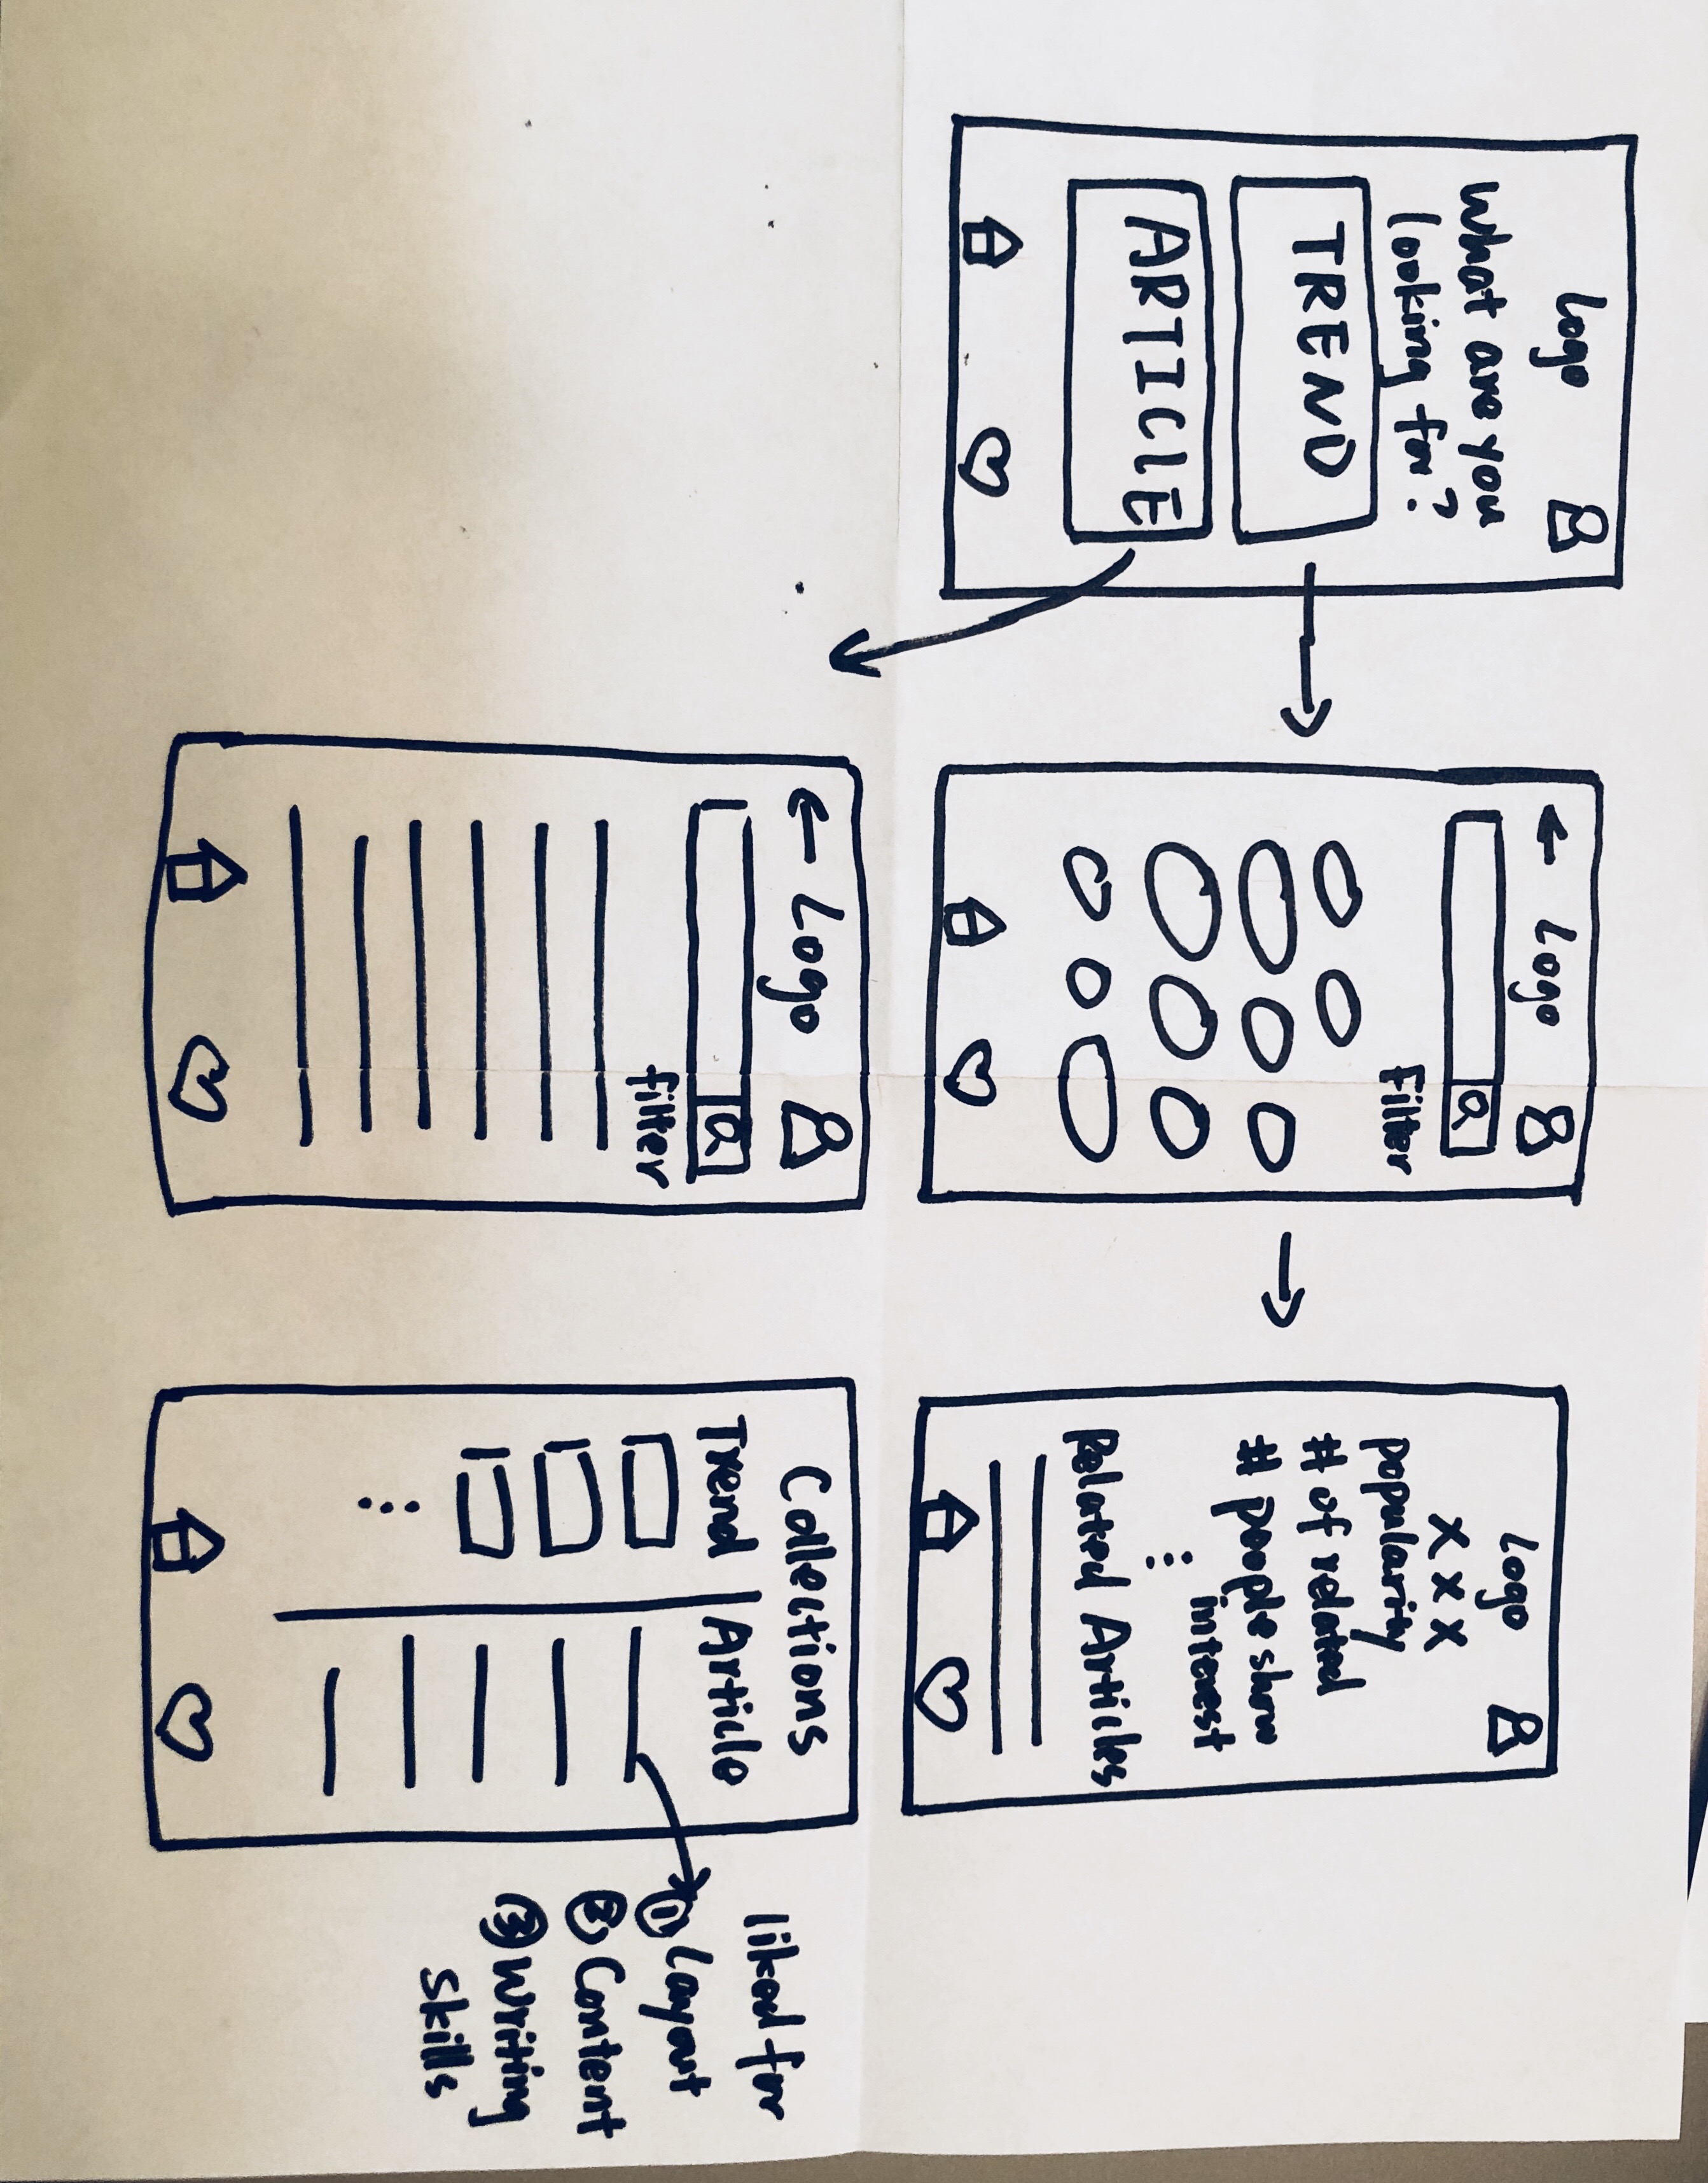 Logo
What are you
looking for?
TREND
ARTICLE
Logo
Filter
Logo
x x x
popularity
# of related
# people show
interest
⋮
Related Articles
Logo
filter
Collections
Trend
Article
⋮
liked for
① Layout
② Content
③ Writing
Skills